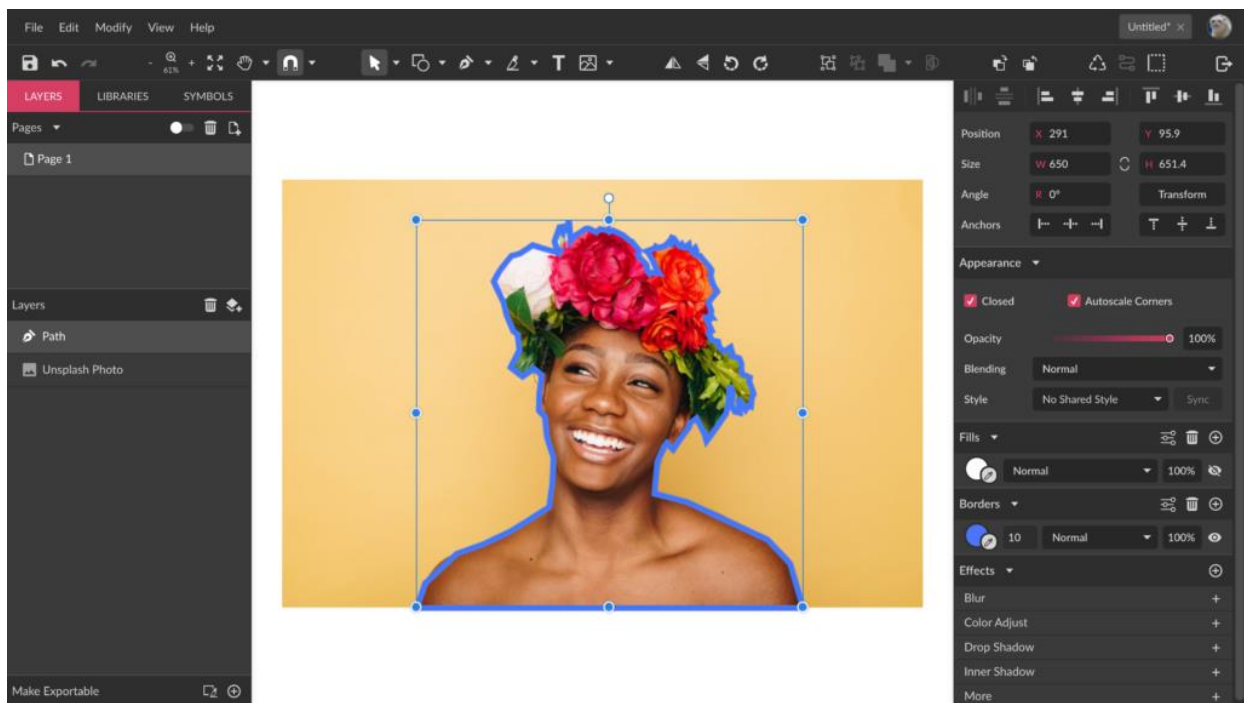 File Edit Modify View Help
Untitled* ×
61%
LAYERS LIBRARIES SYMBOLS
Pages
Page 1
Layers
Path
Unsplash Photo
Make Exportable
Position X 291 Y 95.9
Size W 650 H 651.4
Angle R 0° Transform
Anchors
Appearance
Closed Autoscale Corners
Opacity 100%
Blending Normal
Style No Shared Style Sync
Fills
Normal 100%
Borders
10 Normal 100%
Effects
Blur
Color Adjust
Drop Shadow
Inner Shadow
More